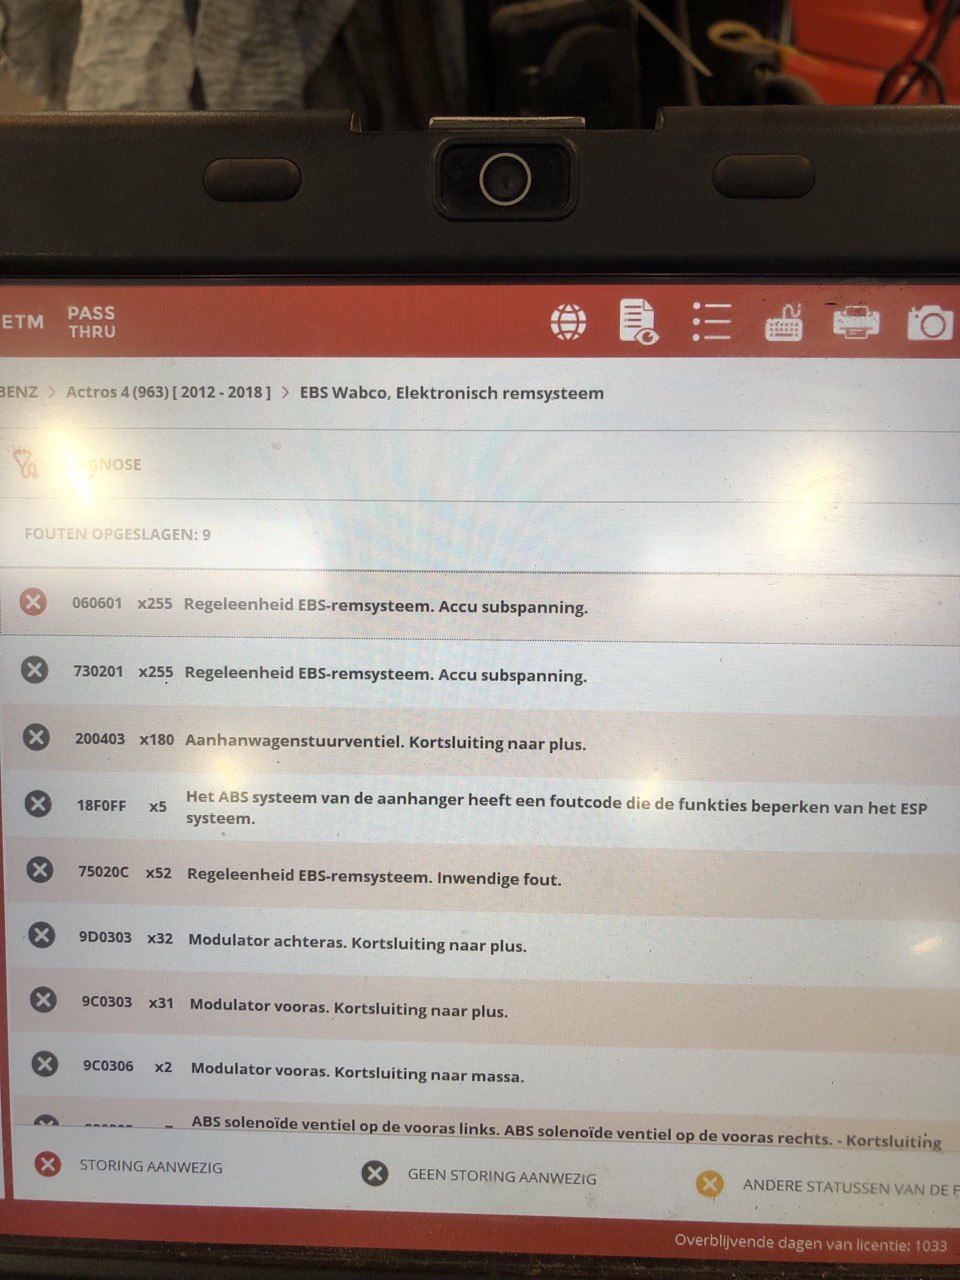 ETM PASS THRU
BENZ > Actros 4 (963) [ 2012 - 2018 ] > EBS Wabco, Elektronisch remsysteem
FOUTEN OPGESLAGEN: 9
060601 x255 Regeleenheid EBS-remsysteem. Accu subspanning.
730201 x255 Regeleenheid EBS-remsysteem. Accu subspanning.
200403 x180 Aanhanwagenstuurventiel. Kortsluiting naar plus.
18F0FF x5 Het ABS systeem van de aanhanger heeft een foutcode die de funkties beperken van het ESP
systeem.
75020C x52 Regeleenheid EBS-remsysteem. Inwendige fout.
9D0303 x32 Modulator achteras. Kortsluiting naar plus.
9C0303 x31 Modulator vooras. Kortsluiting naar plus.
9C0306 x2 Modulator vooras. Kortsluiting naar massa.
ABS solenoïde ventiel op de vooras links. ABS solenoïde ventiel op de vooras rechts. - Kortsluiting
STORING AANWEZIG GEEN STORING AANWEZIG ANDERE STATUSSEN VAN DE
Overblijvende dagen van licentie: 1033